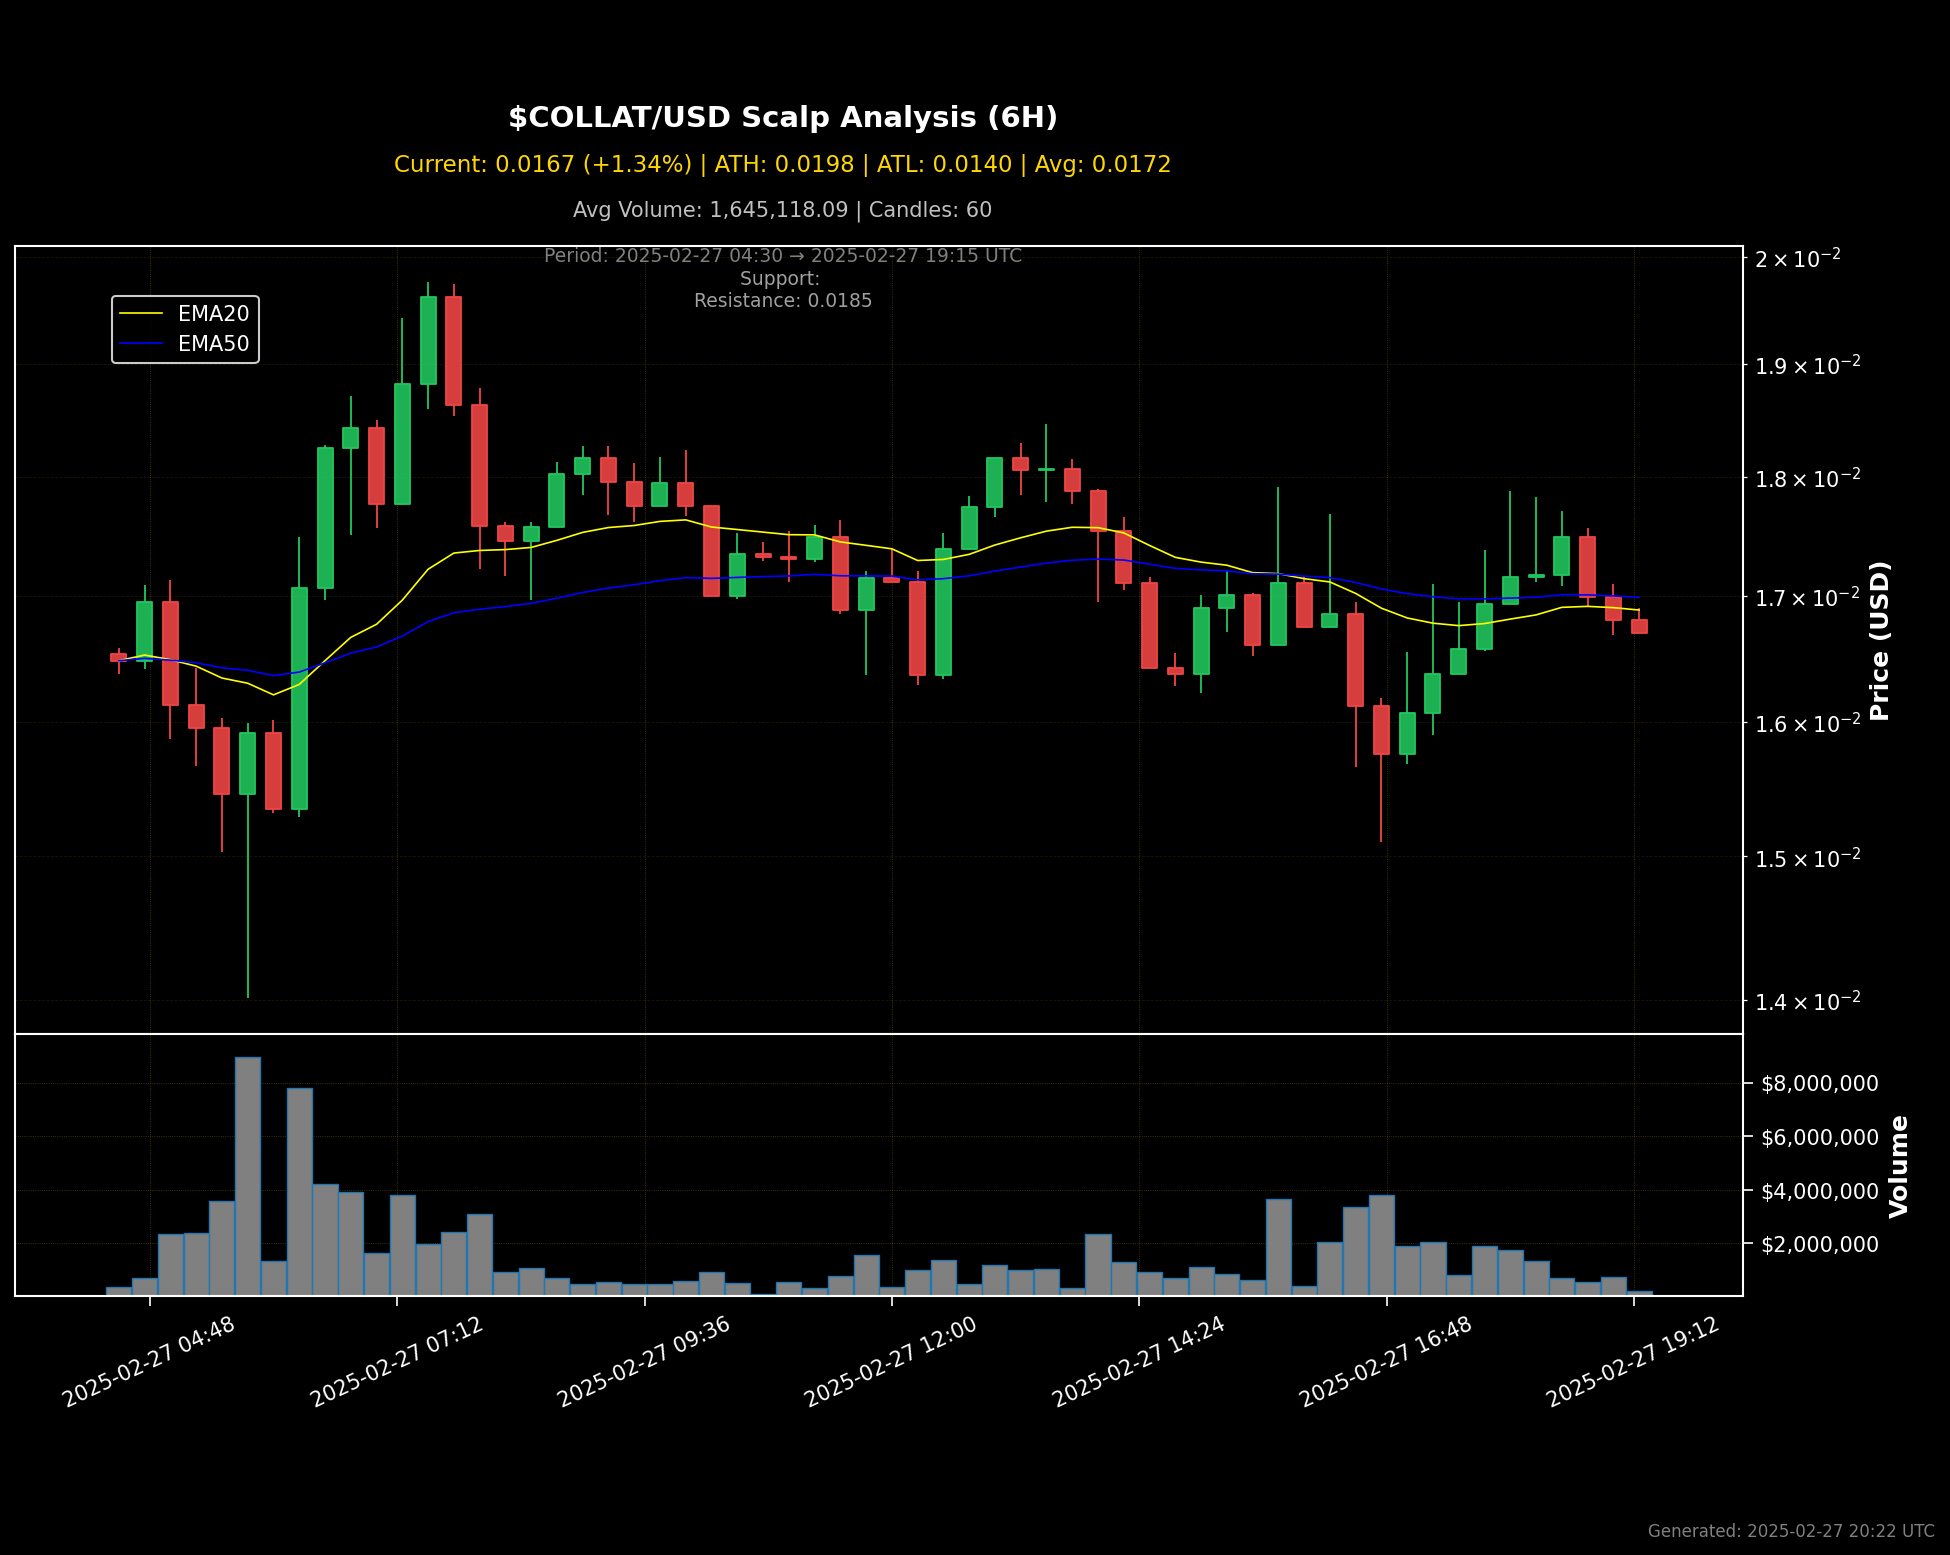 $COLLAT/USD Scalp Analysis (6H)
Current: 0.0167 (+1.34%) | ATH: 0.0198 | ATL: 0.0140 | Avg: 0.0172
Avg Volume: 1,645,118.09 | Candles: 60
Period: 2025-02-27 04:30 → 2025-02-27 19:15 UTC
Support:
Resistance: 0.0185
EMA20
EMA50
2 × 10⁻²
1.9 × 10⁻²
1.8 × 10⁻²
1.7 × 10⁻²
1.6 × 10⁻²
1.5 × 10⁻²
1.4 × 10⁻²
Price (USD)
$8,000,000
$6,000,000
$4,000,000
$2,000,000
Volume
2025-02-27 04:48
2025-02-27 07:12
2025-02-27 09:36
2025-02-27 12:00
2025-02-27 14:24
2025-02-27 16:48
2025-02-27 19:12
Generated: 2025-02-27 20:22 UTC